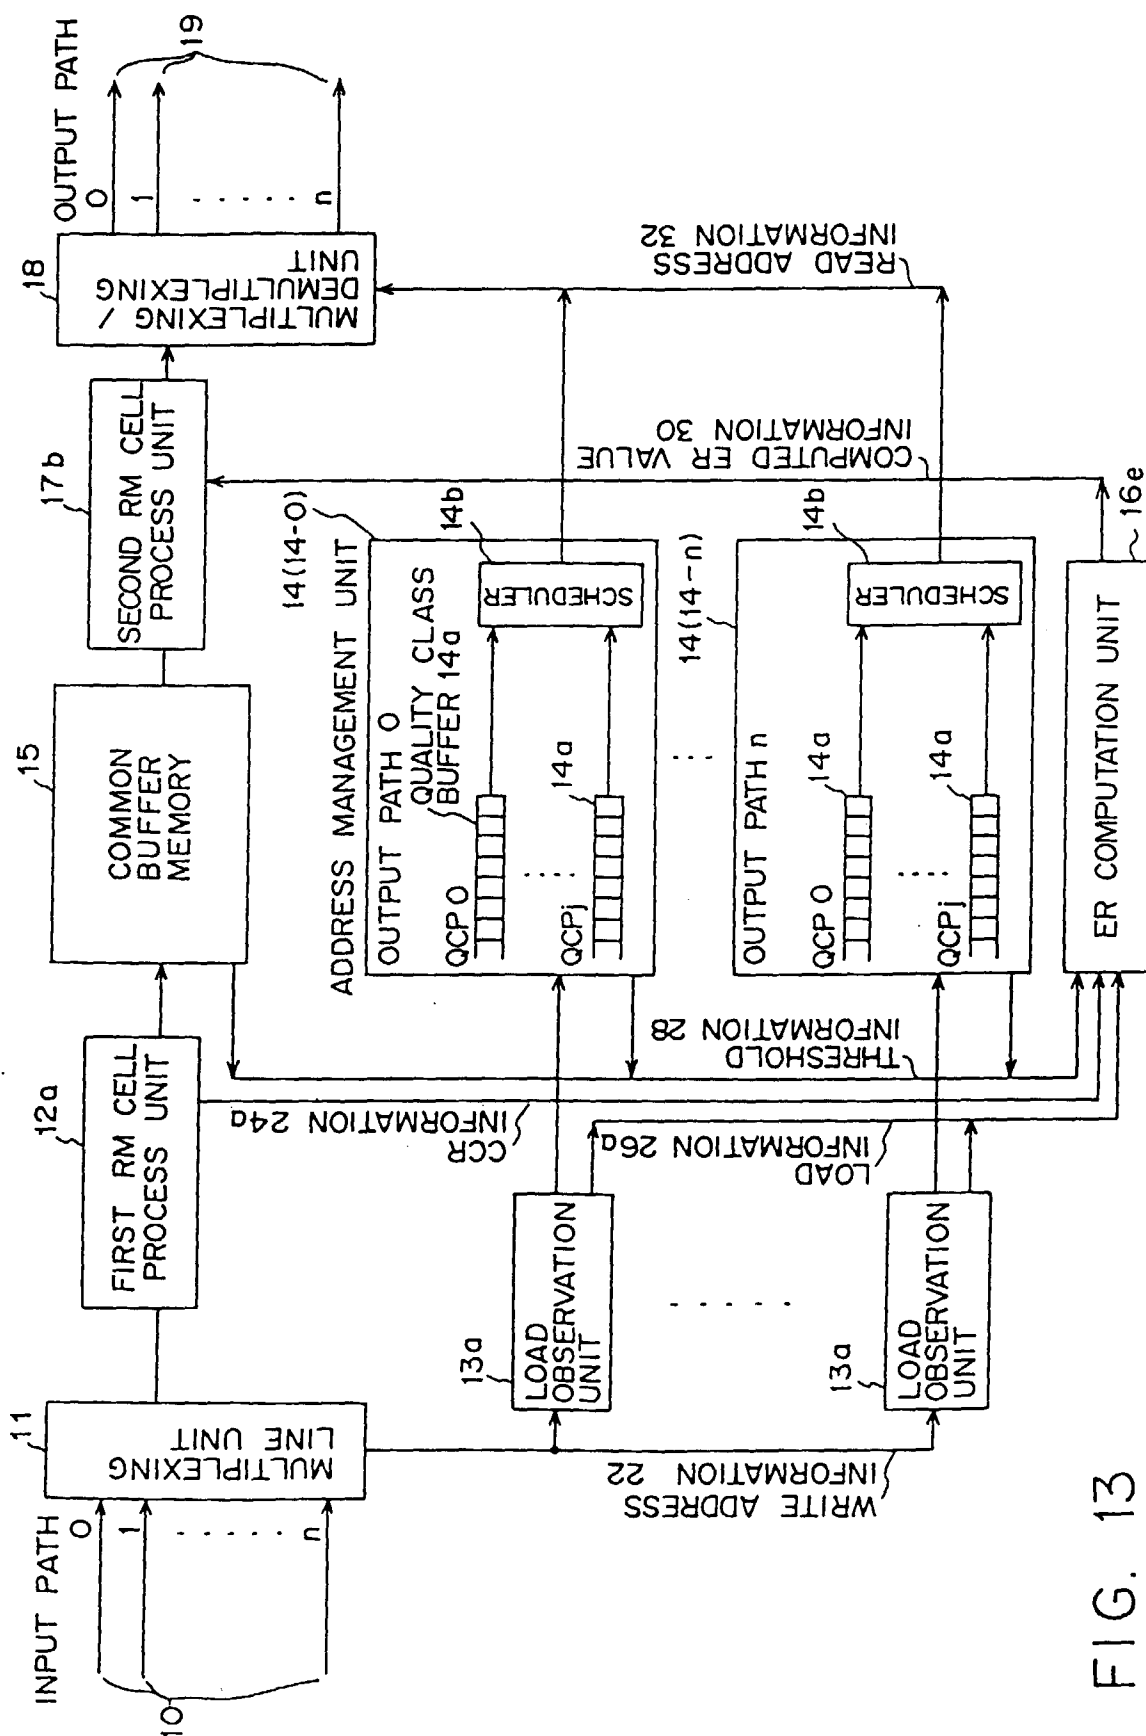 INPUT PATH
0
1
. . . . . .
n
10
11
MULTIPLEXING
LINE UNIT
12a
FIRST RM CELL
PROCESS UNIT
15
COMMON
BUFFER
MEMORY
17b
SECOND RM CELL
PROCESS UNIT
18
MULTIPLEXING /
DEMULTIPLEXING
UNIT
OUTPUT PATH
0
1
. . . . . .
n
19
WRITE ADDRESS
INFORMATION 22
13a
LOAD
OBSERVATION
UNIT
. . . . . .
13a
LOAD
OBSERVATION
UNIT
CCR
INFORMATION 24a
LOAD
INFORMATION 26a
THRESHOLD
INFORMATION 28
ADDRESS MANAGEMENT UNIT
14(14-0)
OUTPUT PATH 0
QUALITY CLASS
BUFFER 14a
QCP 0
. . . . .
QCPj
14a
14b
SCHEDULER
. . . . .
14(14-n)
OUTPUT PATH n
QCP 0
14a
. . . . .
QCPj
14a
14b
SCHEDULER
COMPUTED ER VALUE
INFORMATION 30
READ ADDRESS
INFORMATION 32
ER COMPUTATION UNIT
16e
FIG. 13